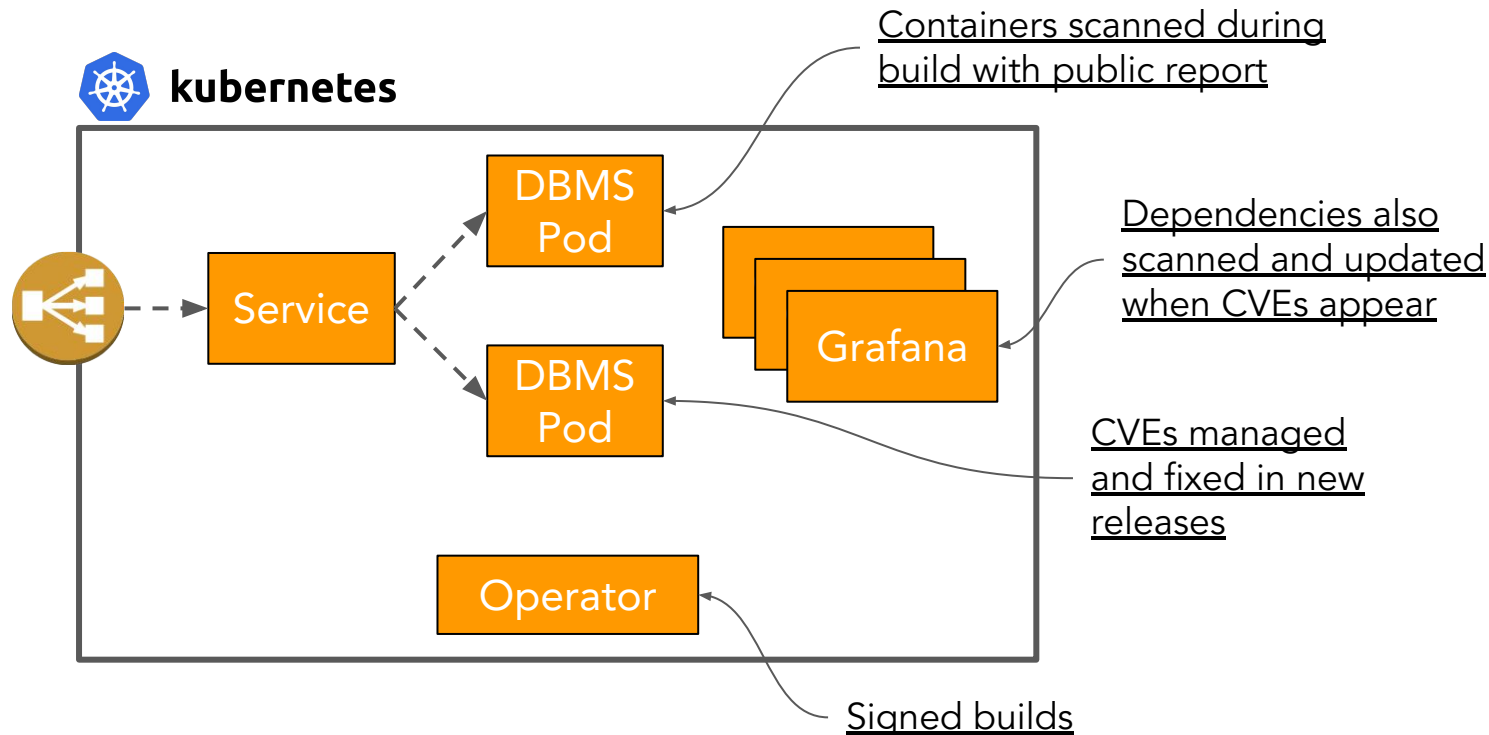 Containers scanned during
build with public report
kubernetes
DBMS
Pod
Dependencies also
scanned and updated
when CVEs appear
Service
Grafana
DBMS
Pod
CVEs managed
and fixed in new
releases
Operator
Signed builds